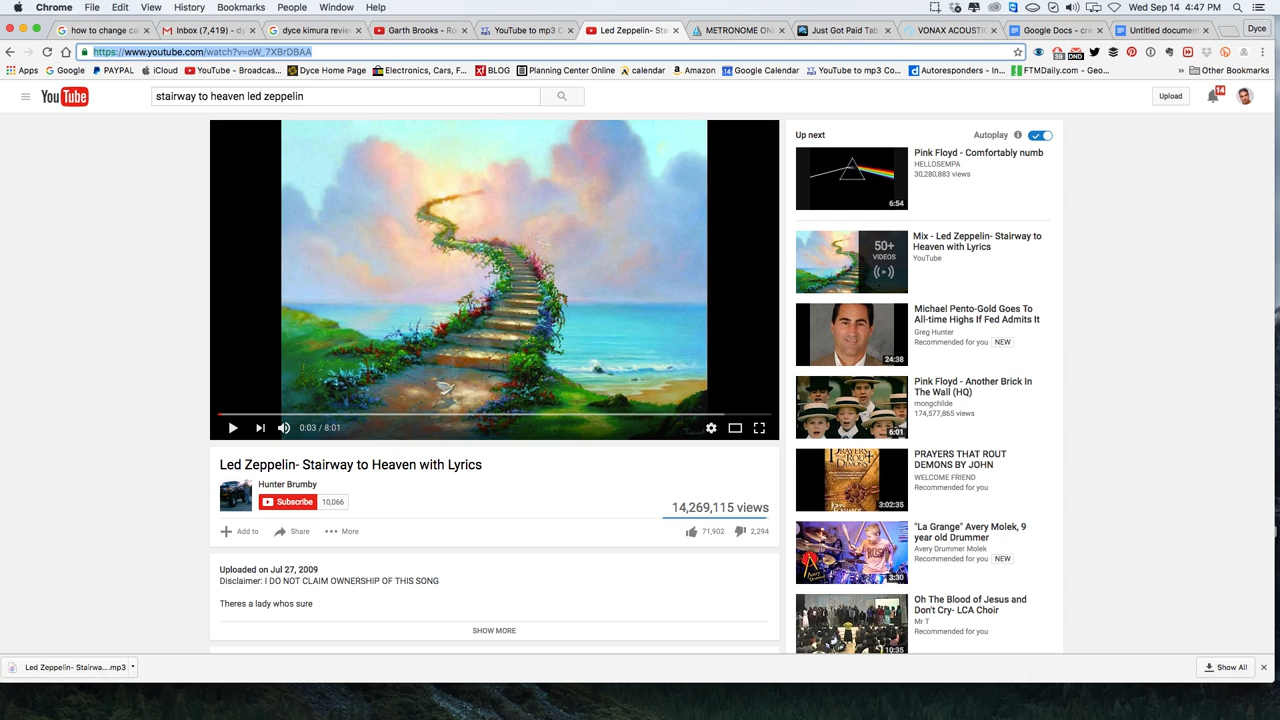 Chrome File Edit View History Bookmarks People Window Help Wed Sep 14 4:47 PM
how to change ca Inbox (7,419) - dy dyce kimura review Garth Brooks - Ro YouTube to mp3 C Led Zeppelin- Sta METRONOME ON Just Got Paid Tab VONAX ACOUSTIC Google Docs - cre Untitled document Dyce
https://www.youtube.com/watch?v=oW_7XBrDBAA
39 DND
Apps Google PAYPAL iCloud YouTube - Broadcas... Dyce Home Page Electronics, Cars, F... BLOG Planning Center Online calendar Amazon Google Calendar YouTube to mp3 Co... Autoresponders - In... FTMDaily.com - Geo... » Other Bookmarks
YouTube
stairway to heaven led zeppelin
Upload
14
0:03 / 8:01
Led Zeppelin- Stairway to Heaven with Lyrics
Hunter Brumby
Subscribe 10,066
14,269,115 views
Add to Share More 71,902 2,294
Uploaded on Jul 27, 2009
Disclaimer: I DO NOT CLAIM OWNERSHIP OF THIS SONG
Theres a lady whos sure
SHOW MORE
Up next Autoplay
Pink Floyd - Comfortably numb
HELLOSEMPA
30,280,883 views
6:54
Mix - Led Zeppelin- Stairway to
Heaven with Lyrics
YouTube
50+
VIDEOS
Michael Pento-Gold Goes To
All-time Highs If Fed Admits It
Greg Hunter
Recommended for you NEW
24:38
Pink Floyd - Another Brick In
The Wall (HQ)
mongchilde
174,577,865 views
6:01
PRAYERS THAT ROUT
DEMONS BY JOHN
WELCOME FRIEND
Recommended for you
3:02:35
"La Grange" Avery Molek, 9
year old Drummer
Avery Drummer Molek
Recommended for you NEW
3:30
Oh The Blood of Jesus and
Don't Cry- LCA Choir
Mr T
Recommended for you
10:35
Led Zeppelin- Stairwa....mp3
Show All